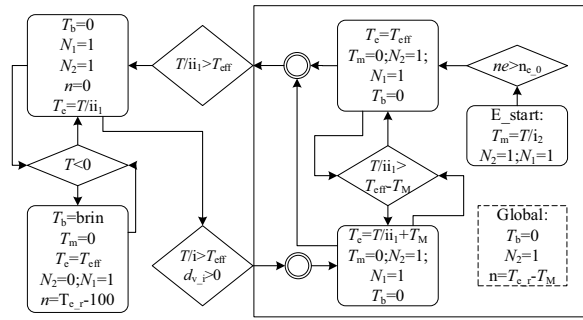 T_b=0
N_1=1
N_2=1
n=0
T_e=T/ii_1
T<0
T_b=brin
T_m=0
T_e=T_eff
N_2=0;N_1=1
n=T_e_r-100
T/ii_1>T_eff
T/i>T_eff
d_v_i>0
T_e=T_eff
T_m=0;N_2=1;
N_1=1
T_b=0
T/ii_1>
T_eff-T_M
T_e=T/ii_1+T_M
T_m=0;N_2=1;
N_1=1
T_b=0
ne>n_e_0
E_start:
T_m=T/i_2
N_2=1;N_1=1
Global:
T_b=0
N_2=1
n=T_e_r-T_M